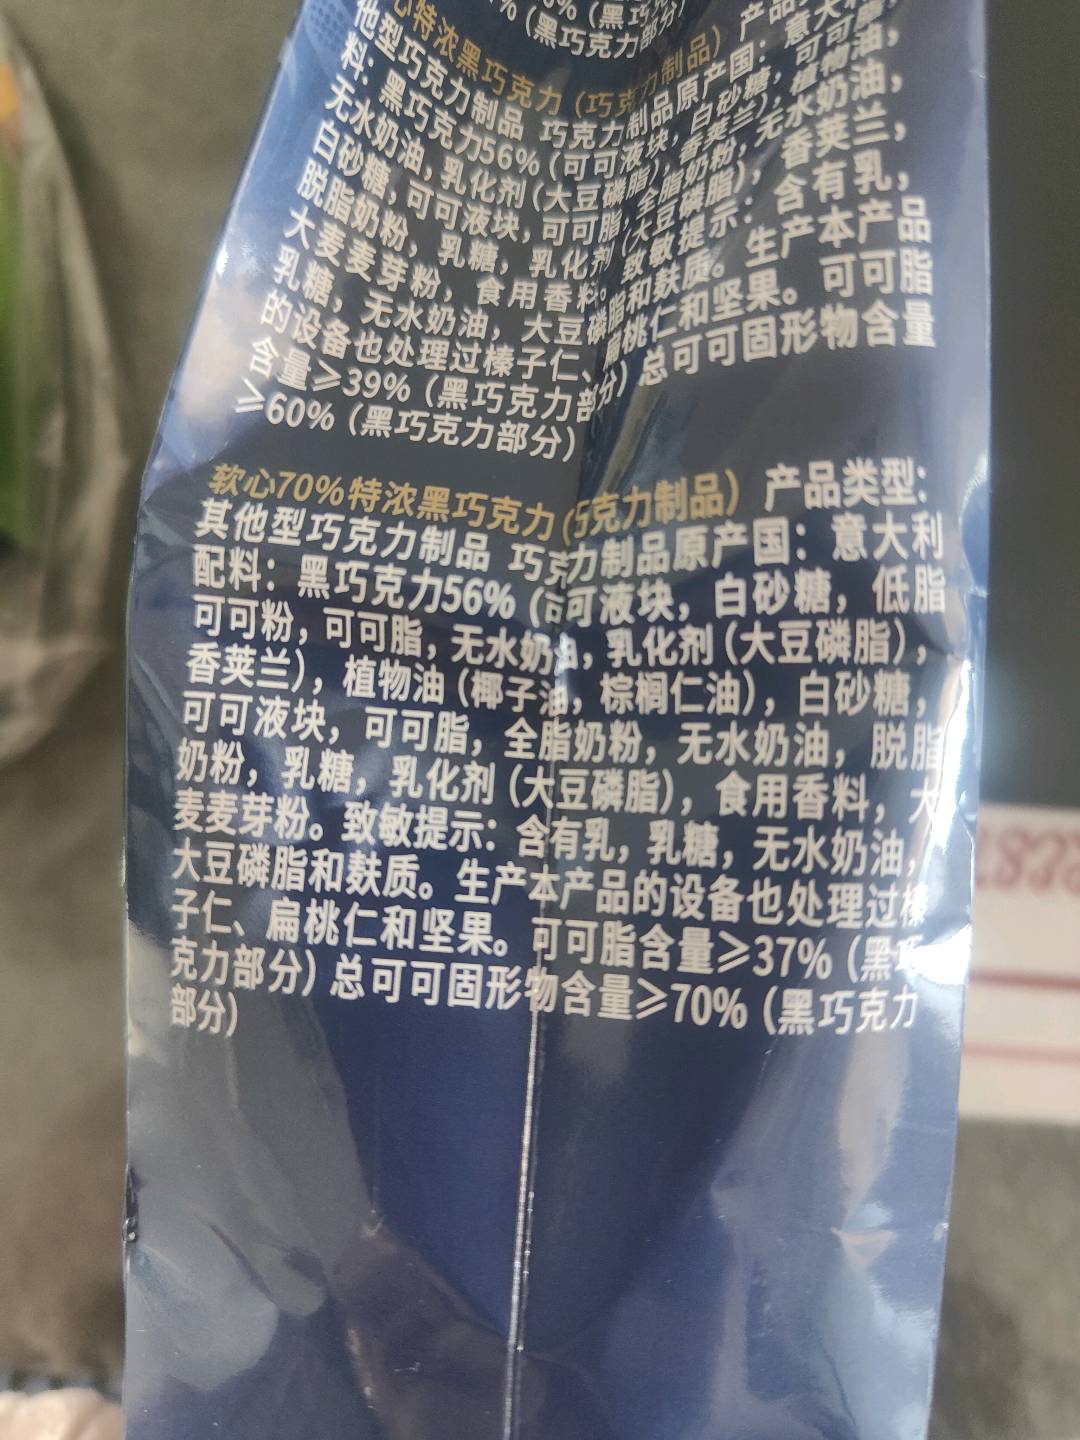 (黑巧克力部分)
心特浓黑巧克力（巧克力制品）
他型巧克力制品 巧克力制品原产国：意大利
料：黑巧克力56%（可可液块，白砂糖，可可脂，
无水奶油，乳化剂（大豆磷脂），香荚兰），植物油，
白砂糖，可可液块，可可脂，全脂奶粉，无水奶油，
脱脂奶粉，乳糖，乳化剂（大豆磷脂），香荚兰，
大麦麦芽粉，食用香料。致敏提示：含有乳，
乳糖，无水奶油，大豆磷脂和麸质。生产本产品
的设备也处理过榛子仁、扁桃仁和坚果。可可脂
含量≥39%（黑巧克力部分）总可可固形物含量
≥60%（黑巧克力部分）
软心70%特浓黑巧克力（巧克力制品） 产品类型：
其他型巧克力制品 巧克力制品原产国：意大利
配料：黑巧克力56%（可可液块，白砂糖，低脂
可可粉，可可脂，无水奶油，乳化剂（大豆磷脂），
香荚兰），植物油（椰子油，棕榈仁油），白砂糖，
可可液块，可可脂，全脂奶粉，无水奶油，脱脂
奶粉，乳糖，乳化剂（大豆磷脂），食用香料，大
麦麦芽粉。致敏提示：含有乳，乳糖，无水奶油，
大豆磷脂和麸质。生产本产品的设备也处理过榛
子仁、扁桃仁和坚果。可可脂含量≥37%（黑巧
克力部分）总可可固形物含量≥70%（黑巧克力
部分）